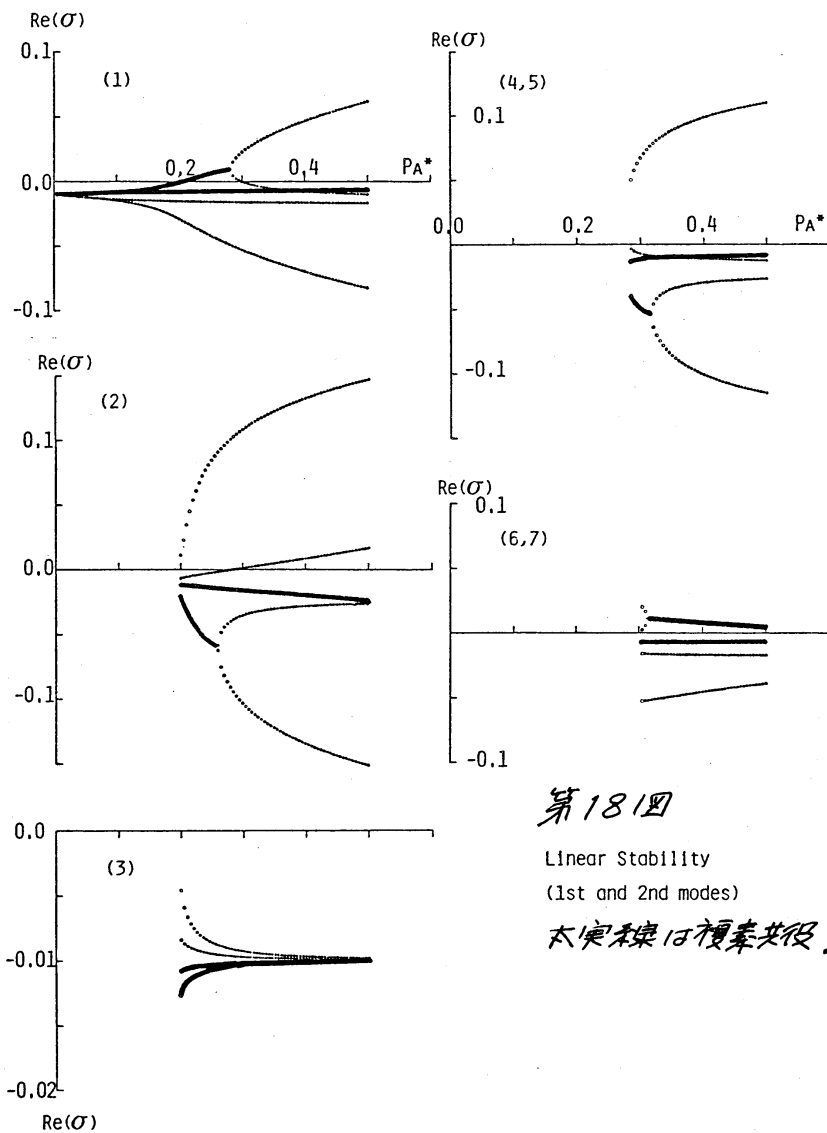 Re(σ)
0.1
(1)
0,2
0,4
PA*
0.0
-0.1
Re(σ)
(4,5)
0.1
0.0
0.2
0.4
PA*
-0.1
Re(σ)
(2)
0.1
0.0
-0.1
Re(σ)
0.1
(6,7)
-0.1
0.0
(3)
-0.01
-0.02
Re(σ)
第181図
Linear Stability
(1st and 2nd modes)
太実線は複素共役.